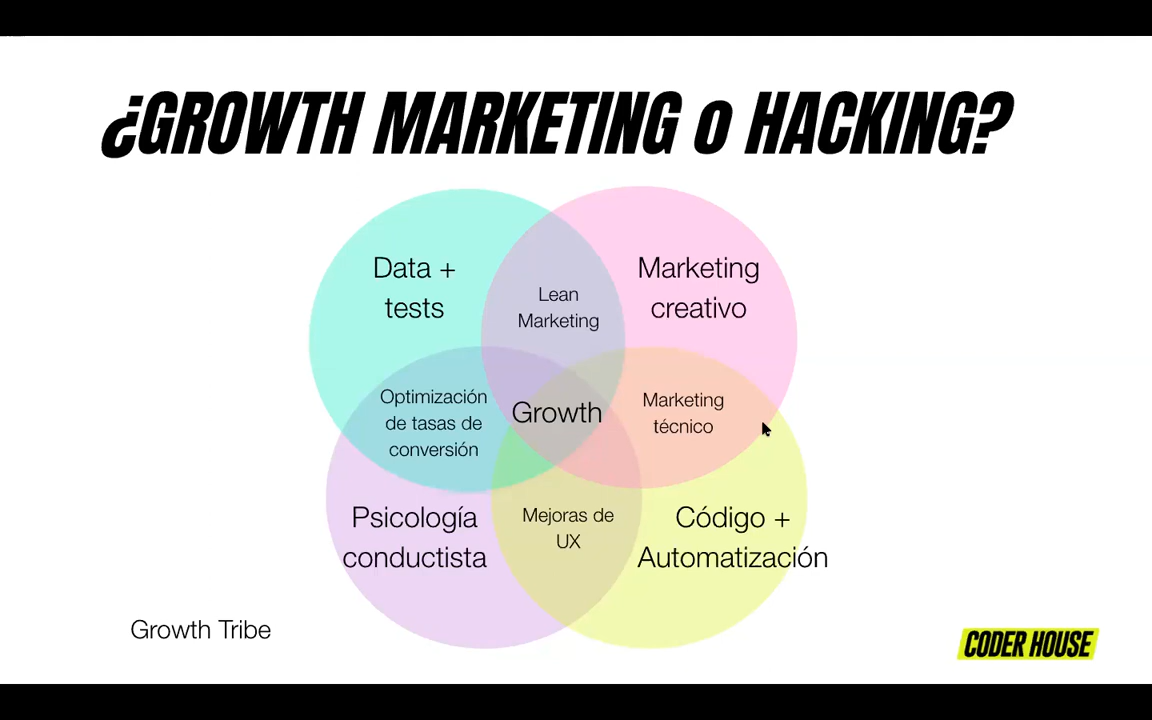 ¿GROWTH MARKETING o HACKING?
Data +
tests
Lean
Marketing
Marketing
creativo
Optimización
de tasas de
conversión
Growth
Marketing
técnico
Psicología
conductista
Mejoras de
UX
Código +
Automatización
Growth Tribe
CODER HOUSE